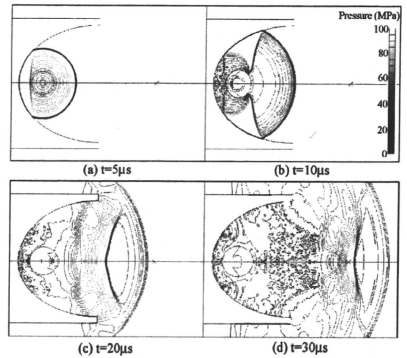 Pressure (MPa)
100
80
60
40
20
0
(a) t=5μs
(b) t=10μs
(c) t=20μs
(d) t=30μs